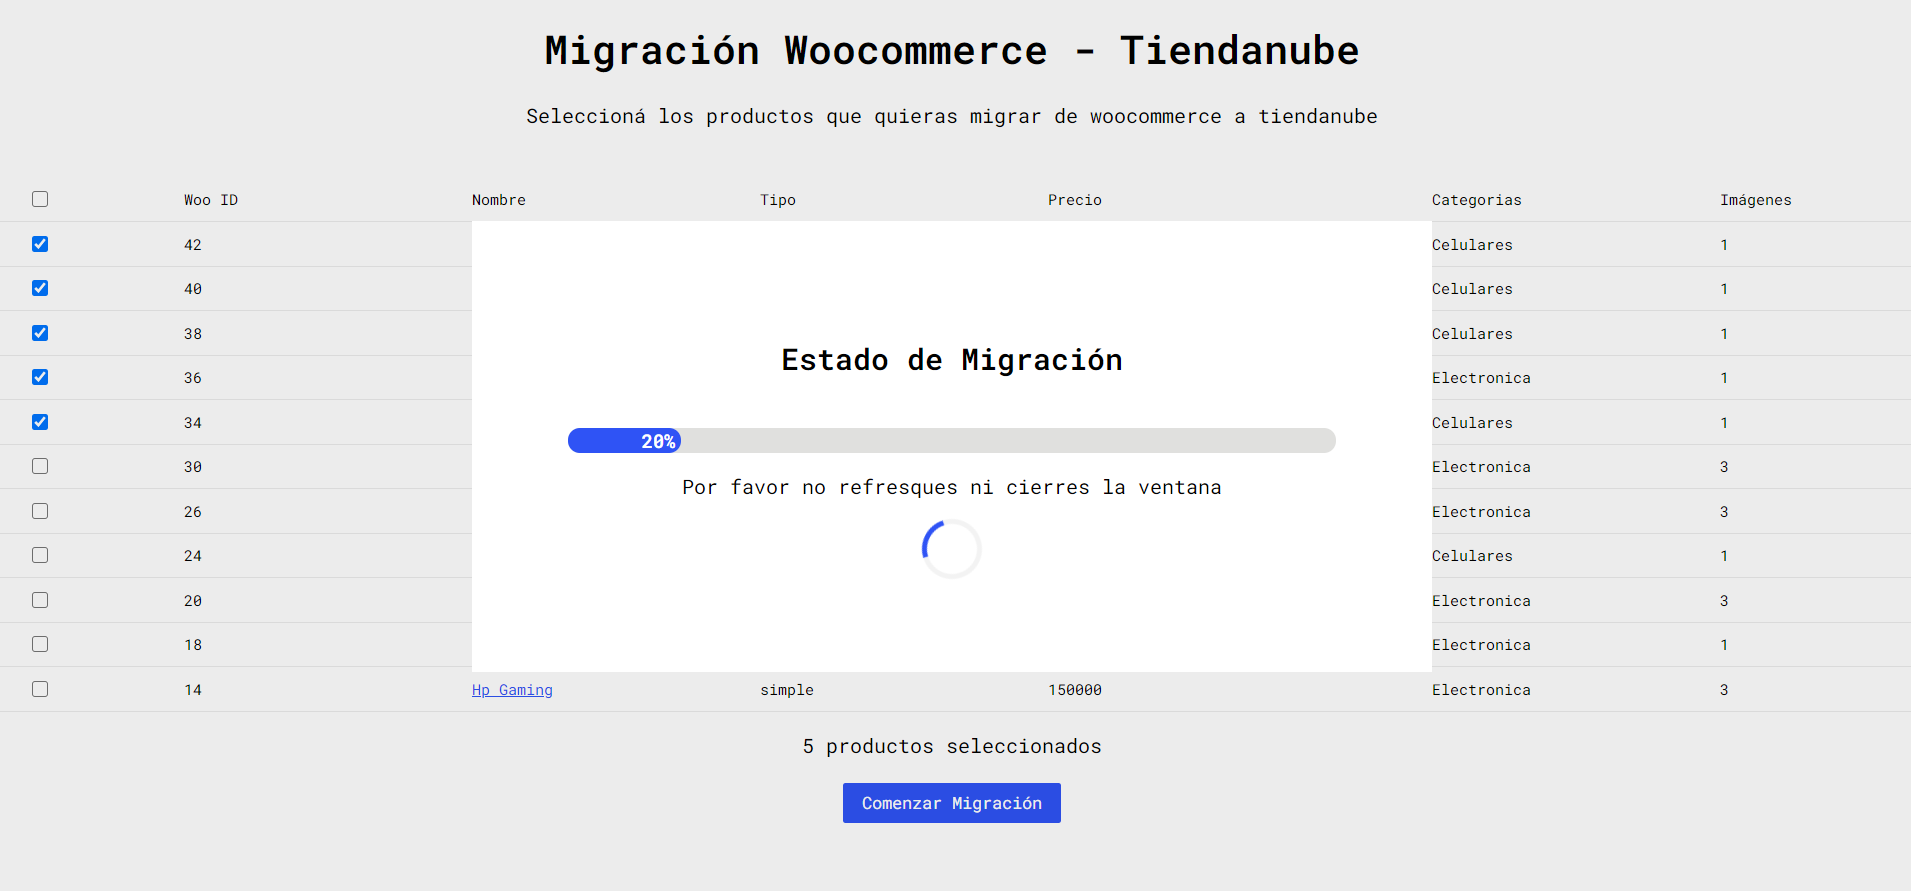 Migración Woocommerce - Tiendanube
Seleccioná los productos que quieras migrar de woocommerce a tiendanube
Woo ID Nombre Tipo Precio Categorias Imágenes
42 Celulares 1
40 Celulares 1
38 Celulares 1
36 Electronica 1
34 Celulares 1
30 Electronica 3
26 Electronica 3
24 Celulares 1
20 Electronica 3
18 Electronica 1
14 Hp Gaming simple 150000 Electronica 3
Estado de Migración
20%
Por favor no refresques ni cierres la ventana
5 productos seleccionados
Comenzar Migración